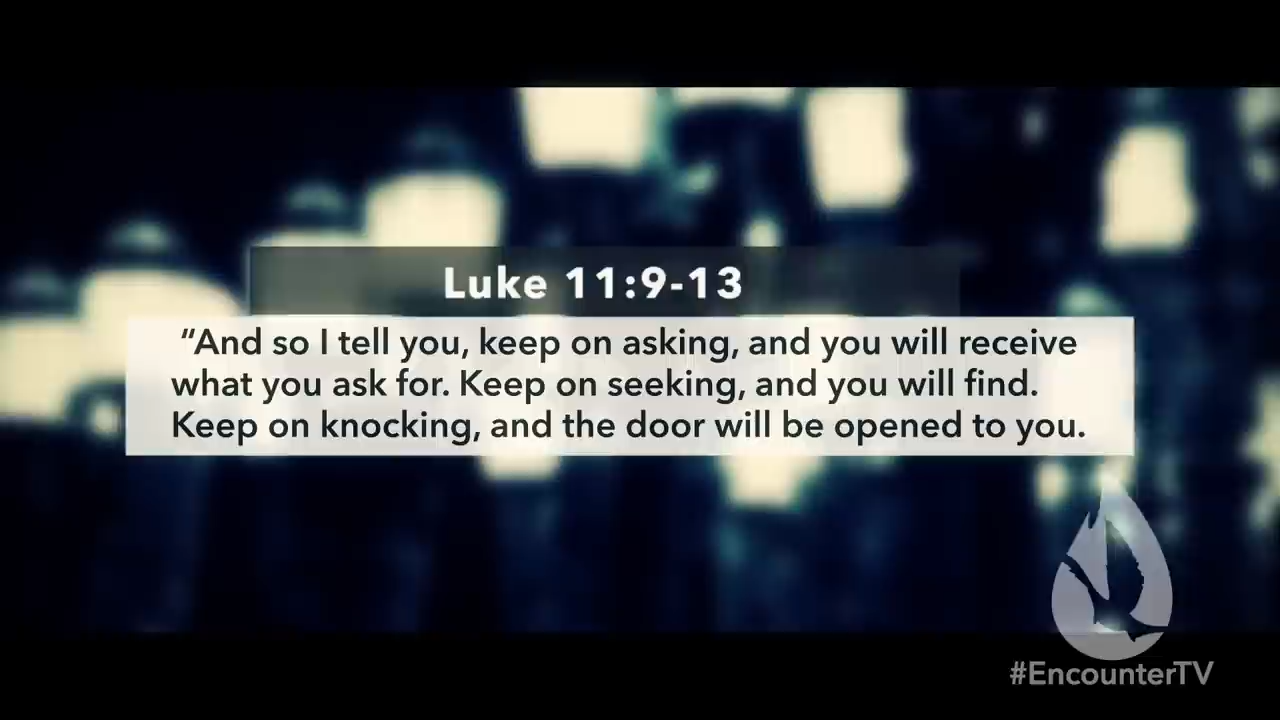 Luke 11:9-13
“And so I tell you, keep on asking, and you will receive
what you ask for. Keep on seeking, and you will find.
Keep on knocking, and the door will be opened to you.
#EncounterTV